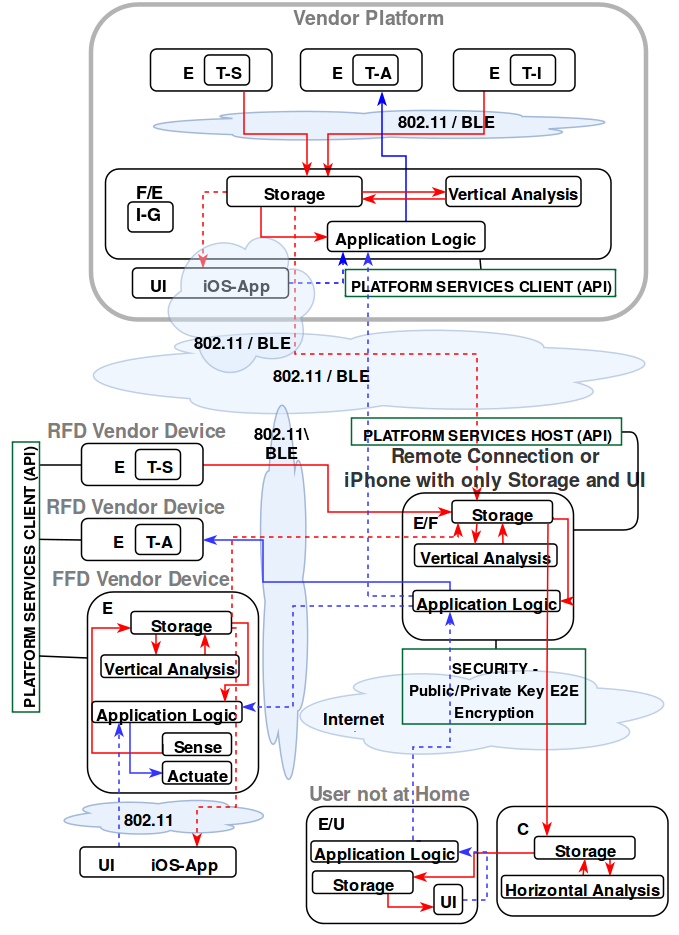 Vendor Platform
E T-S
E T-A
E T-I
802.11 / BLE
F/E
I-G
Storage
Vertical Analysis
Application Logic
UI iOS-App
PLATFORM SERVICES CLIENT (API)
802.11 / BLE
802.11 / BLE
RFD Vendor Device
802.11\
BLE
PLATFORM SERVICES HOST (API)
Remote Connection or
iPhone with only Storage and UI
PLATFORM SERVICES CLIENT (API)
E T-S
RFD Vendor Device
E T-A
E/F
Storage
Vertical Analysis
Application Logic
FFD Vendor Device
E
Storage
Vertical Analysis
Application Logic
Sense
Actuate
SECURITY -
Public/Private Key E2E
Encryption
Internet
802.11
UI iOS-App
User not at Home
E/U
Application Logic
Storage
UI
C
Storage
Horizontal Analysis